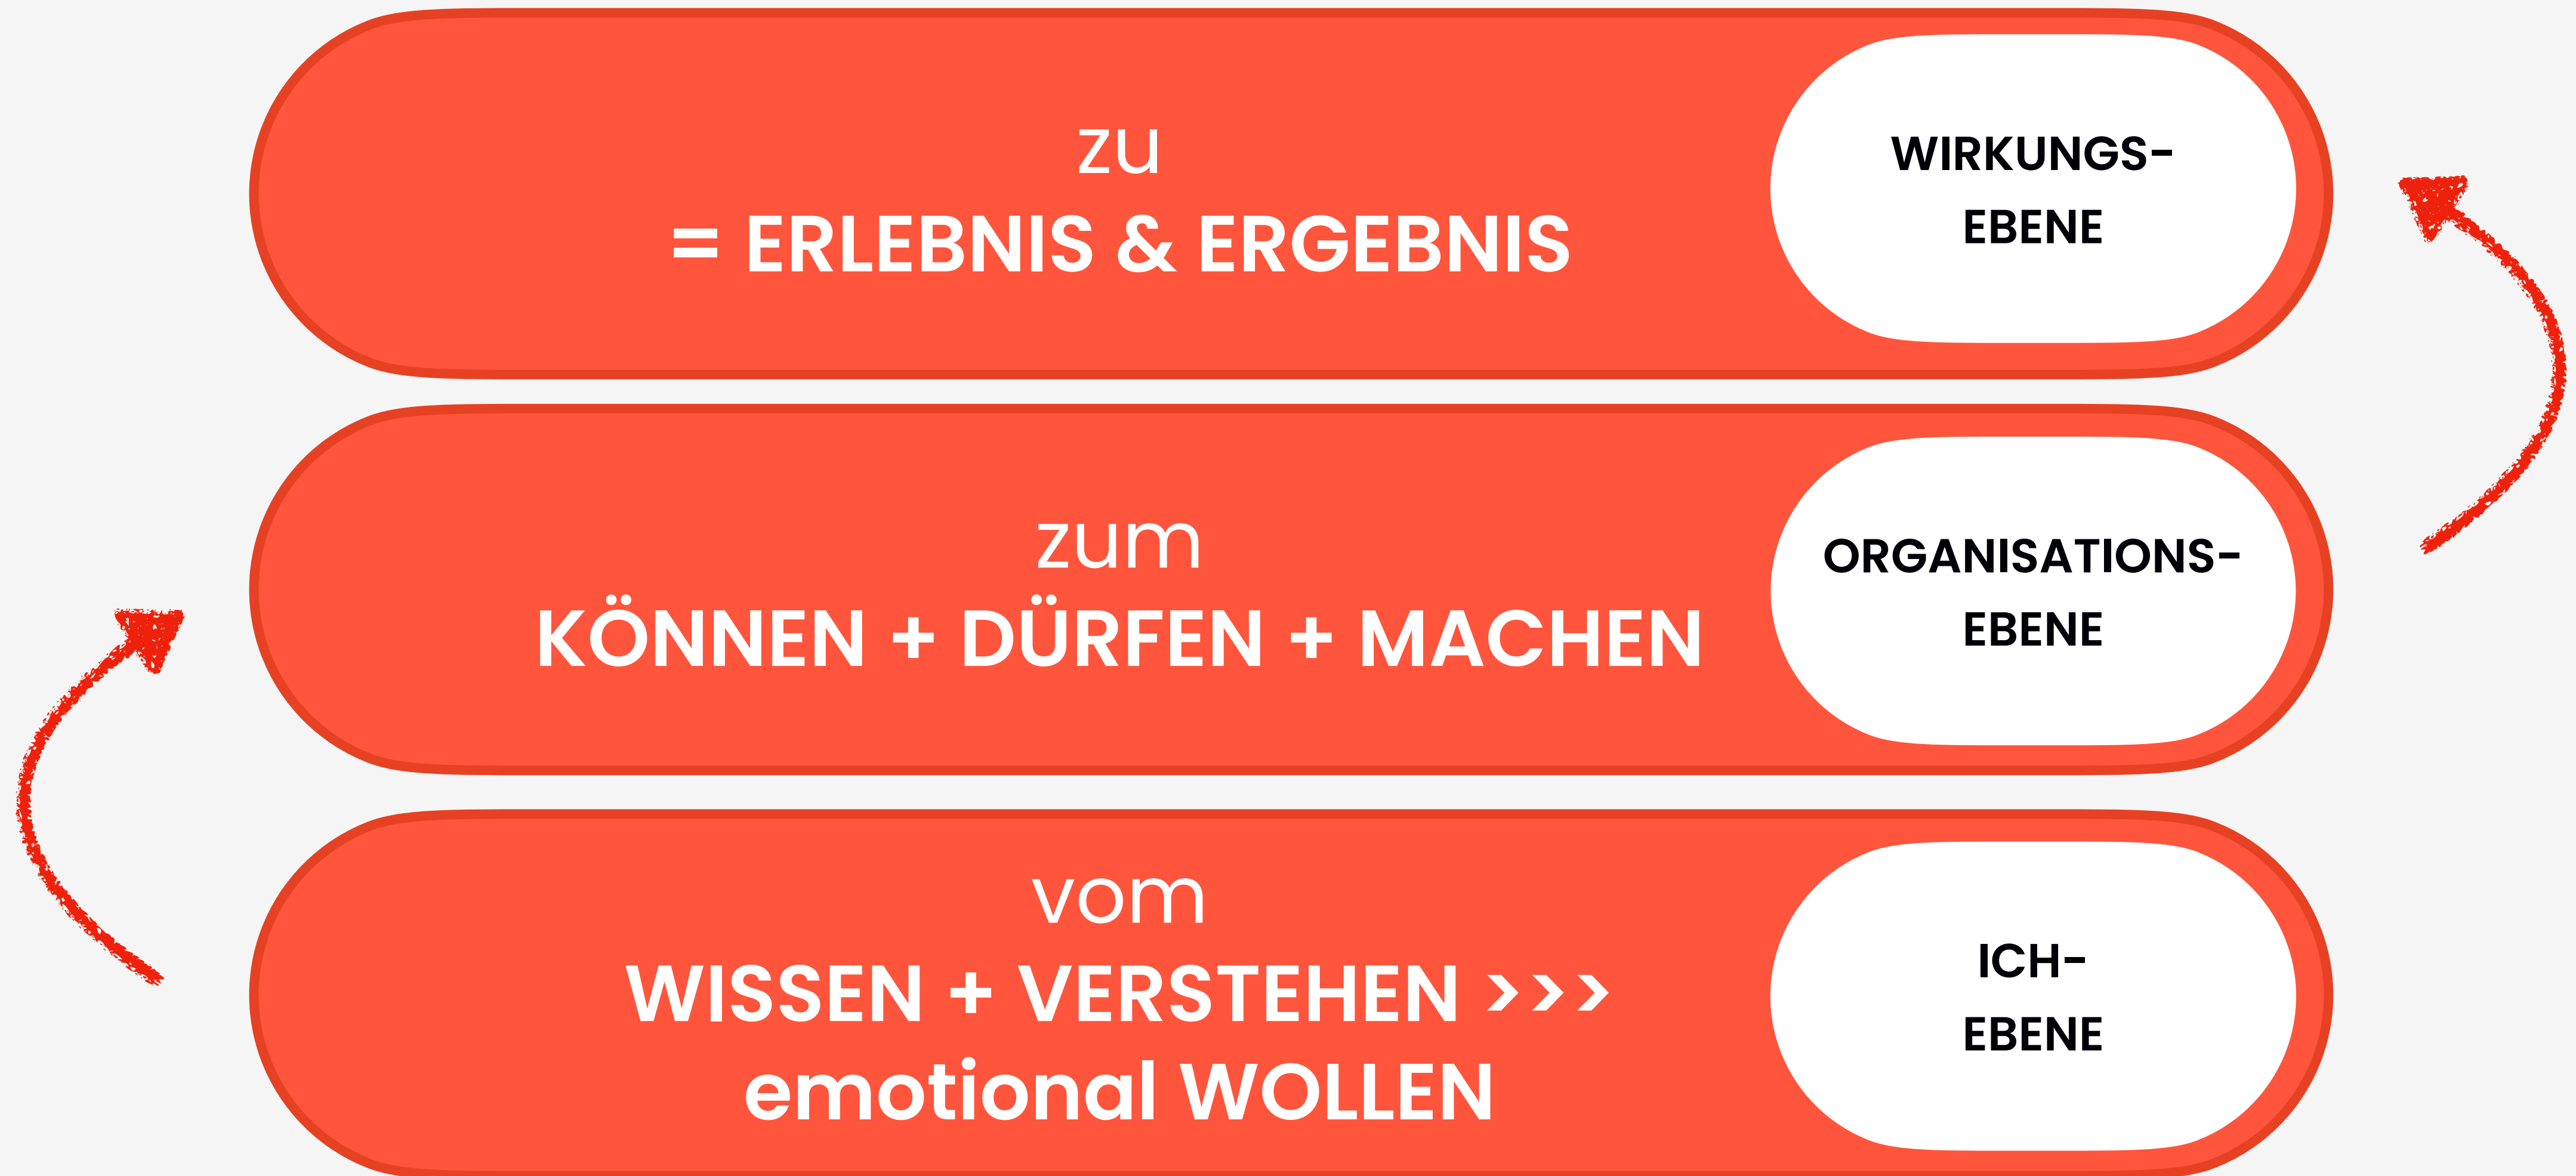 zu
= ERLEBNIS & ERGEBNIS
WIRKUNGS-
EBENE
zum
KÖNNEN + DÜRFEN + MACHEN
ORGANISATIONS-
EBENE
vom
WISSEN + VERSTEHEN >>>
emotional WOLLEN
ICH-
EBENE